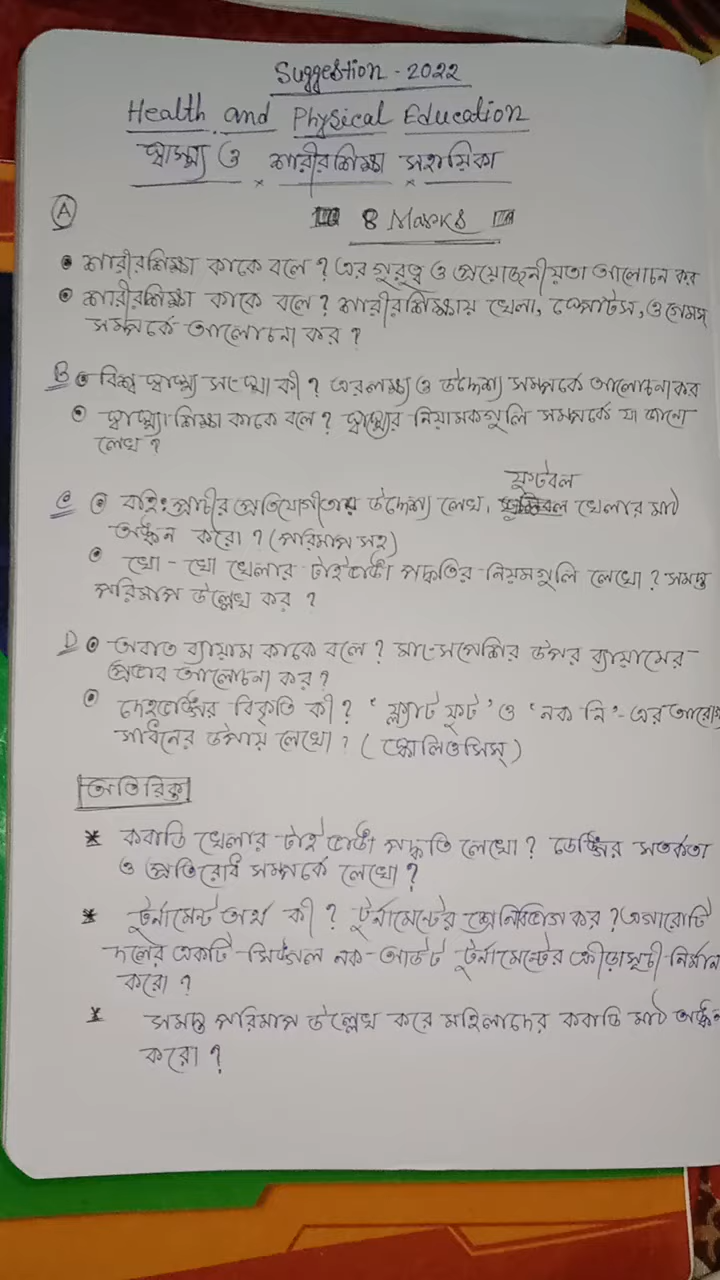 Suggestion - 2022
Health and Physical Education
স্বাস্থ্য ও শারীরশিক্ষা সহায়িকা
A
8 Marks
শারীরশিক্ষা কাকে বলে? এর গুরুত্ব ও প্রয়োজনীয়তা আলোচন কর
শারীরশিক্ষা কাকে বলে? শারীরশিক্ষায় খেলা, স্পোর্টস, ও গেমস্
সম্পর্কে আলোচনা কর?
B বিশ্ব স্বাস্থ্য সংস্থা কী? এর লক্ষ্য ও উদ্দেশ্য সম্পর্কে আলোচনা কর
স্বাস্থ্যশিক্ষা কাকে বলে? স্বাস্থ্যের নিয়ামকগুলি সম্পর্কে যা জানো
লেখ?
ফুটবল
C বহিঃপ্রাচীর প্রতিযোগীতার উদ্দেশ্য লেখ, খেলার মাঠ
অঙ্কন করো? (পরিমাপ সহ)
খো-খো খেলার টাইব্রেকার পদ্ধতির নিয়মগুলি লেখো? সমস্ত
পরিমাপ উল্লেখ কর?
D অবাত ব্যায়াম কাকে বলে? মাংসপেশির উপর ব্যায়ামের
প্রভাব আলোচনা কর?
দেহভঙ্গির বিকৃতি কী? 'ফ্ল্যাট ফুট' ও 'নক নি'-এর আরোগ্য
সাধনের উপায় লেখো? (স্কোলিওসিস্)
অতিরিক্ত
* কবাডি খেলার টাইব্রেকার পদ্ধতি লেখো? ডেঙ্গির সতর্কতা
ও প্রতিরোধ সম্পর্কে লেখো?
* টুর্নামেন্ট অর্থ কী? টুর্নামেন্টের শ্রেনিবিভাগ কর? এগারোটি
দলের একটি সিঙ্গল নক-আউট টুর্নামেন্টের ক্রীড়াসূচী নির্মান
করো?
* সমস্ত পরিমাপ উল্লেখ করে মহিলাদের কবাডি মাঠ অঙ্কন
করো?